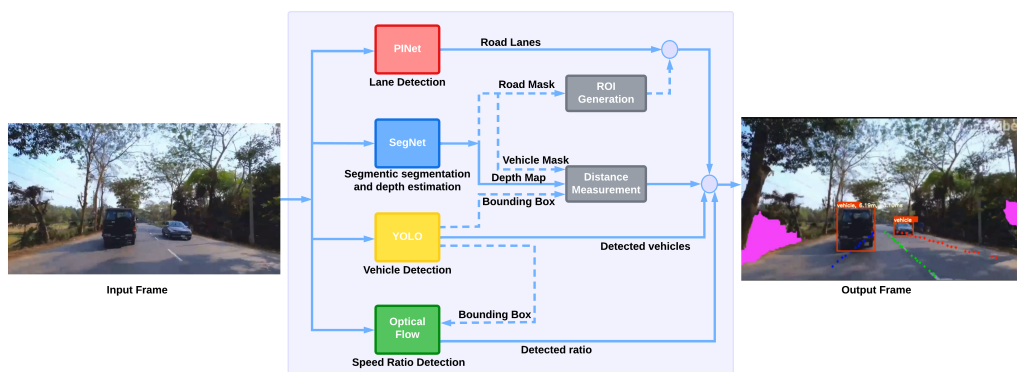 PINet
Lane Detection
Road Lanes
Road Mask
ROI
Generation
SegNet
Segmentic segmentation
and depth estimation
Vehicle Mask
Depth Map
Bounding Box
Distance
Measurement
YOLO
Vehicle Detection
Detected vehicles
Bounding Box
Optical
Flow
Speed Ratio Detection
Detected ratio
Input Frame
vehicle,
vehicle
Output Frame